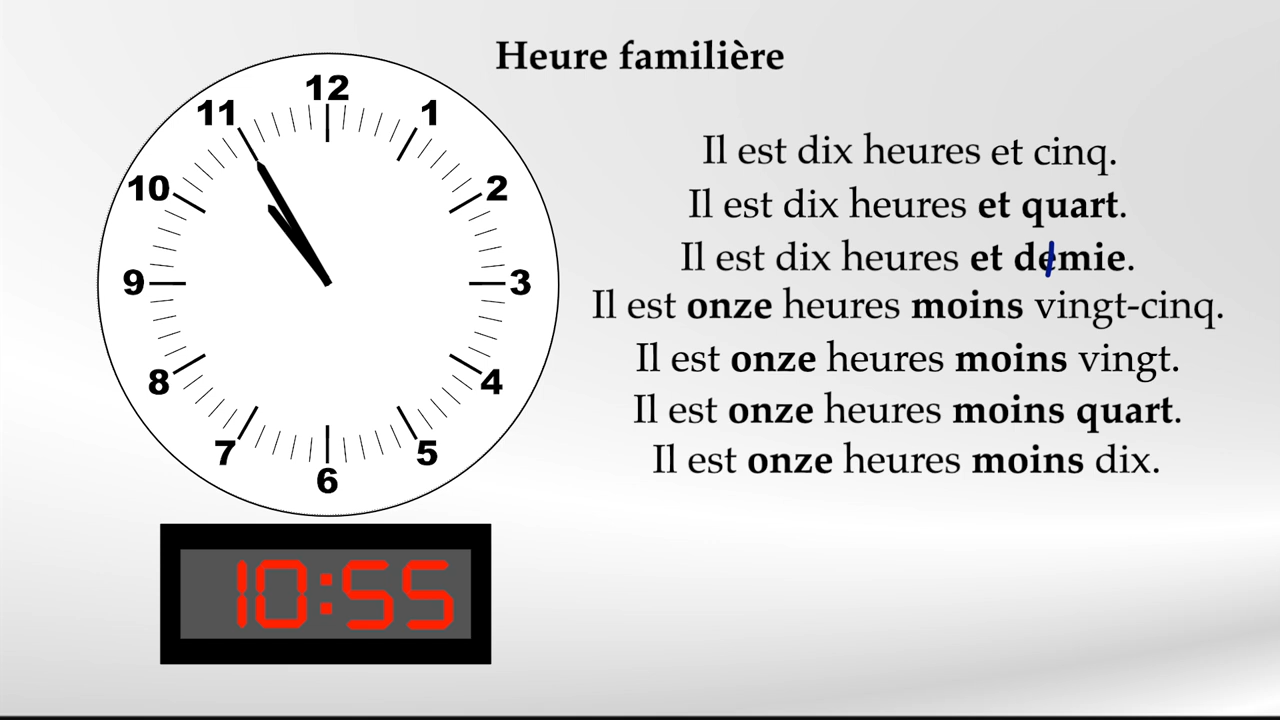 Heure familière
12
11
1
10
2
9
3
8
4
7
5
6
Il est dix heures et cinq.
Il est dix heures et quart.
Il est dix heures et demie.
Il est onze heures moins vingt-cinq.
Il est onze heures moins vingt.
Il est onze heures moins quart.
Il est onze heures moins dix.
10:55